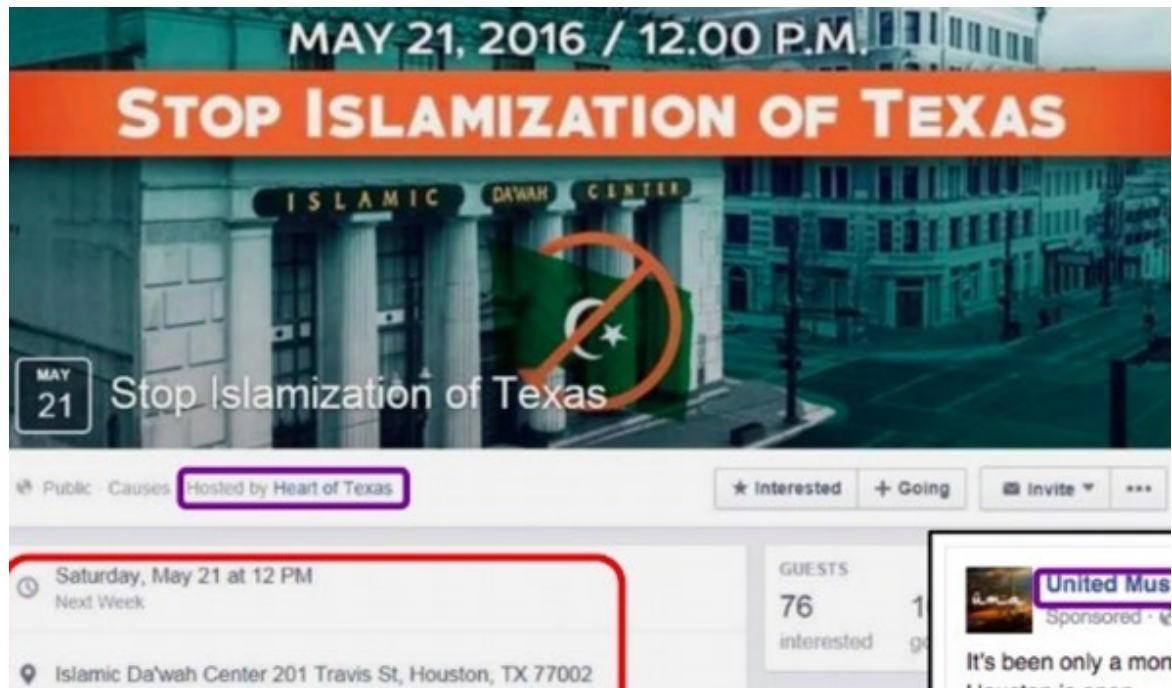 MAY 21, 2016 / 12.00 P.M.
STOP ISLAMIZATION OF TEXAS
ISLAMIC DA'WAH CENTER
MAY
21
Stop Islamization of Texas
Public · Causes Hosted by Heart of Texas
Interested
+ Going
Invite
Saturday, May 21 at 12 PM
Next Week
Islamic Da'wah Center 201 Travis St, Houston, TX 77002
GUESTS
76
interested
United Mus
Sponsored ·
It's been only a mon